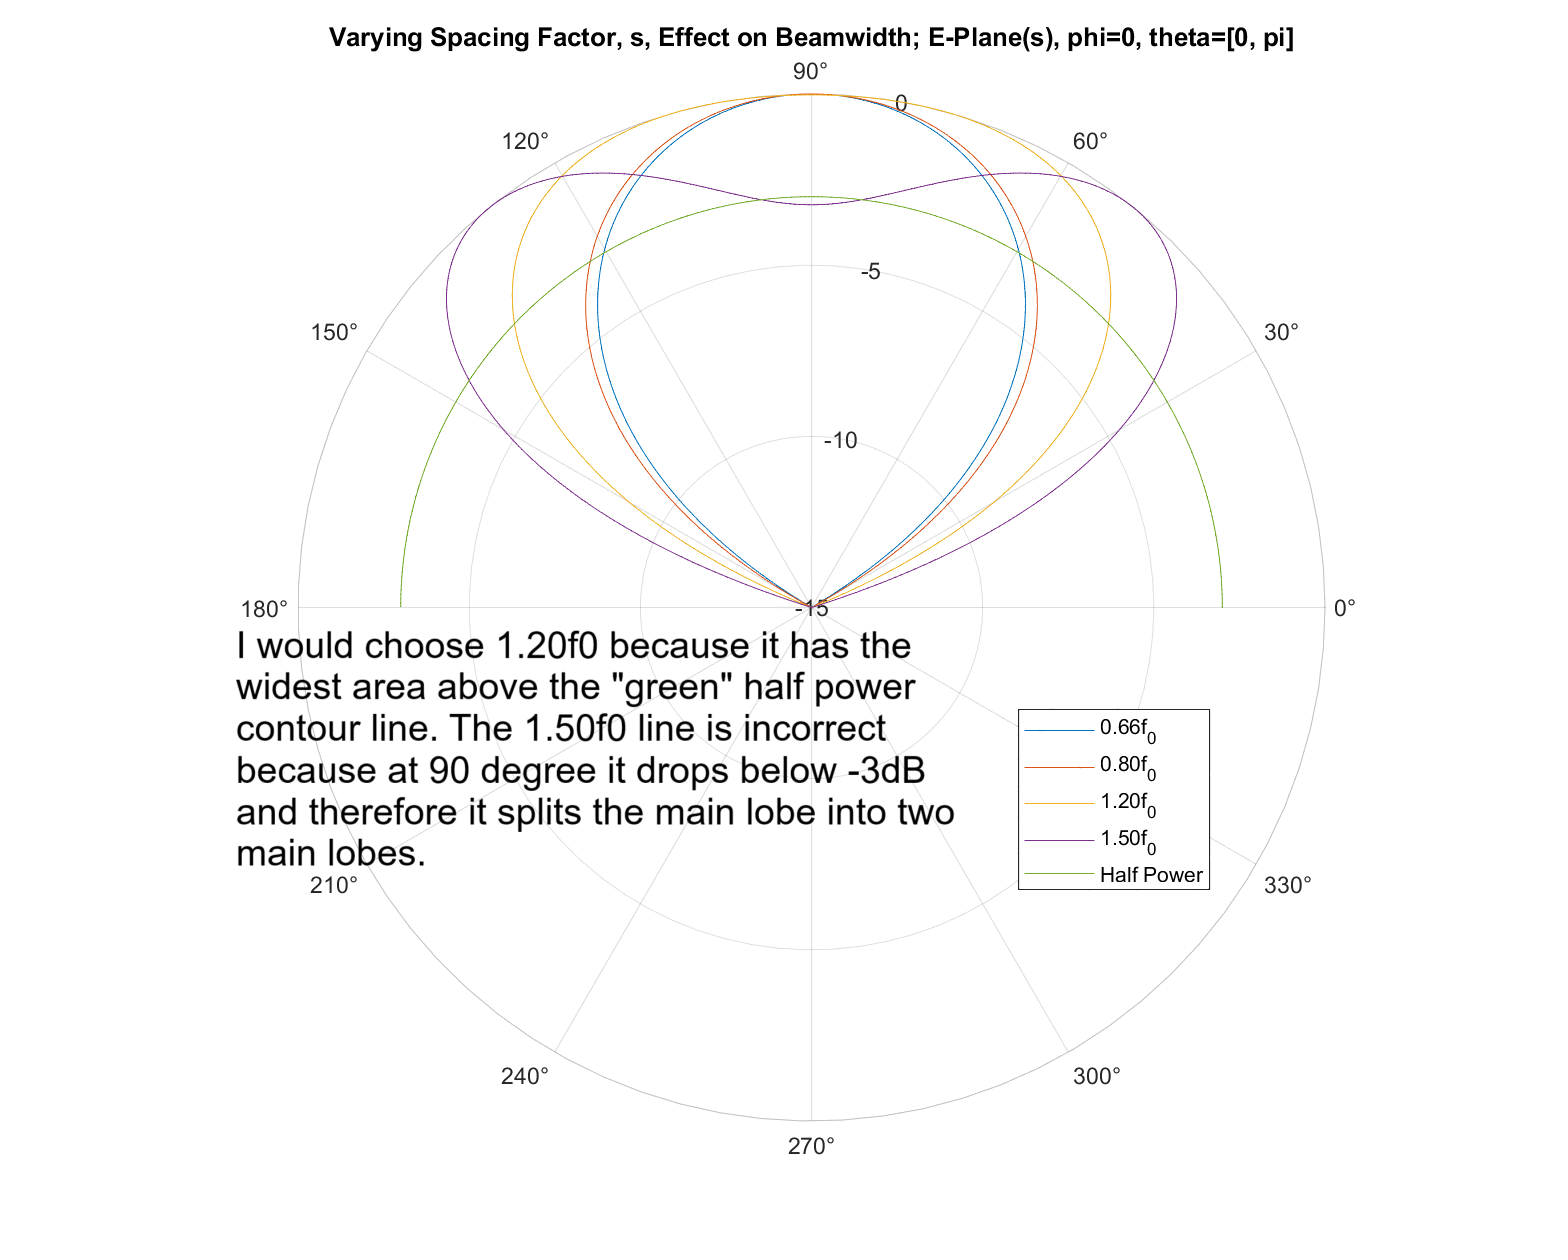 Varying Spacing Factor, s, Effect on Beamwidth; E-Plane(s), phi=0, theta=[0, pi]
90°
0
120°
60°
-5
150°
30°
-10
180°
-15
0°
I would choose 1.20f0 because it has the
widest area above the "green" half power
contour line. The 1.50f0 line is incorrect
because at 90 degree it drops below -3dB
and therefore it splits the main lobe into two
main lobes.
0.66f₀
0.80f₀
1.20f₀
1.50f₀
Half Power
210°
330°
240°
300°
270°